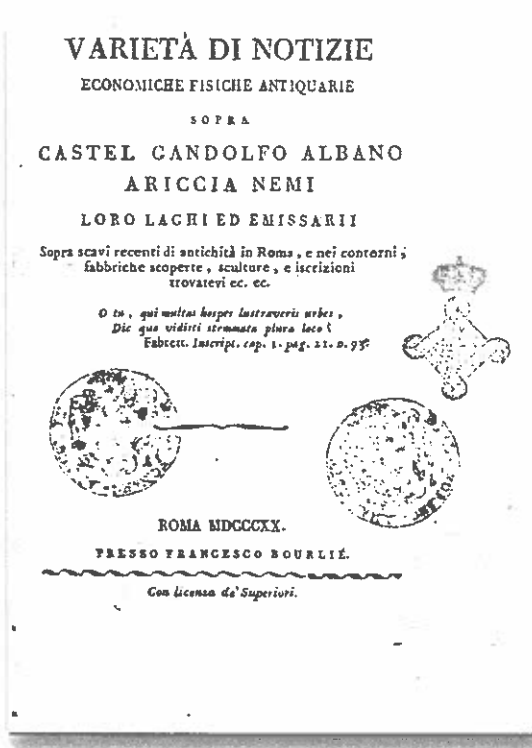 VARIETÀ DI NOTIZIE
ECONOMICHE FISICHE ANTIQUARIE
SOPRA
CASTEL GANDOLFO ALBANO
ARICCIA NEMI
LORO LAGHI ED EMISSARII
Sopra scavi recenti di antichità in Roma, e nei contorni;
fabbriche scoperte, sculture, e iscrizioni
trovatevi ec. ec.
O tu, qui multas hospes lustraveris urbes,
Dic quo vidisti stemmata plura loco?
Fabrett. Inscript. cap. 1. pag. 21. n. 93.
ROMA MDCCCXX.
PRESSO FRANCESCO BOURLIÉ.
Con licenza de' Superiori.